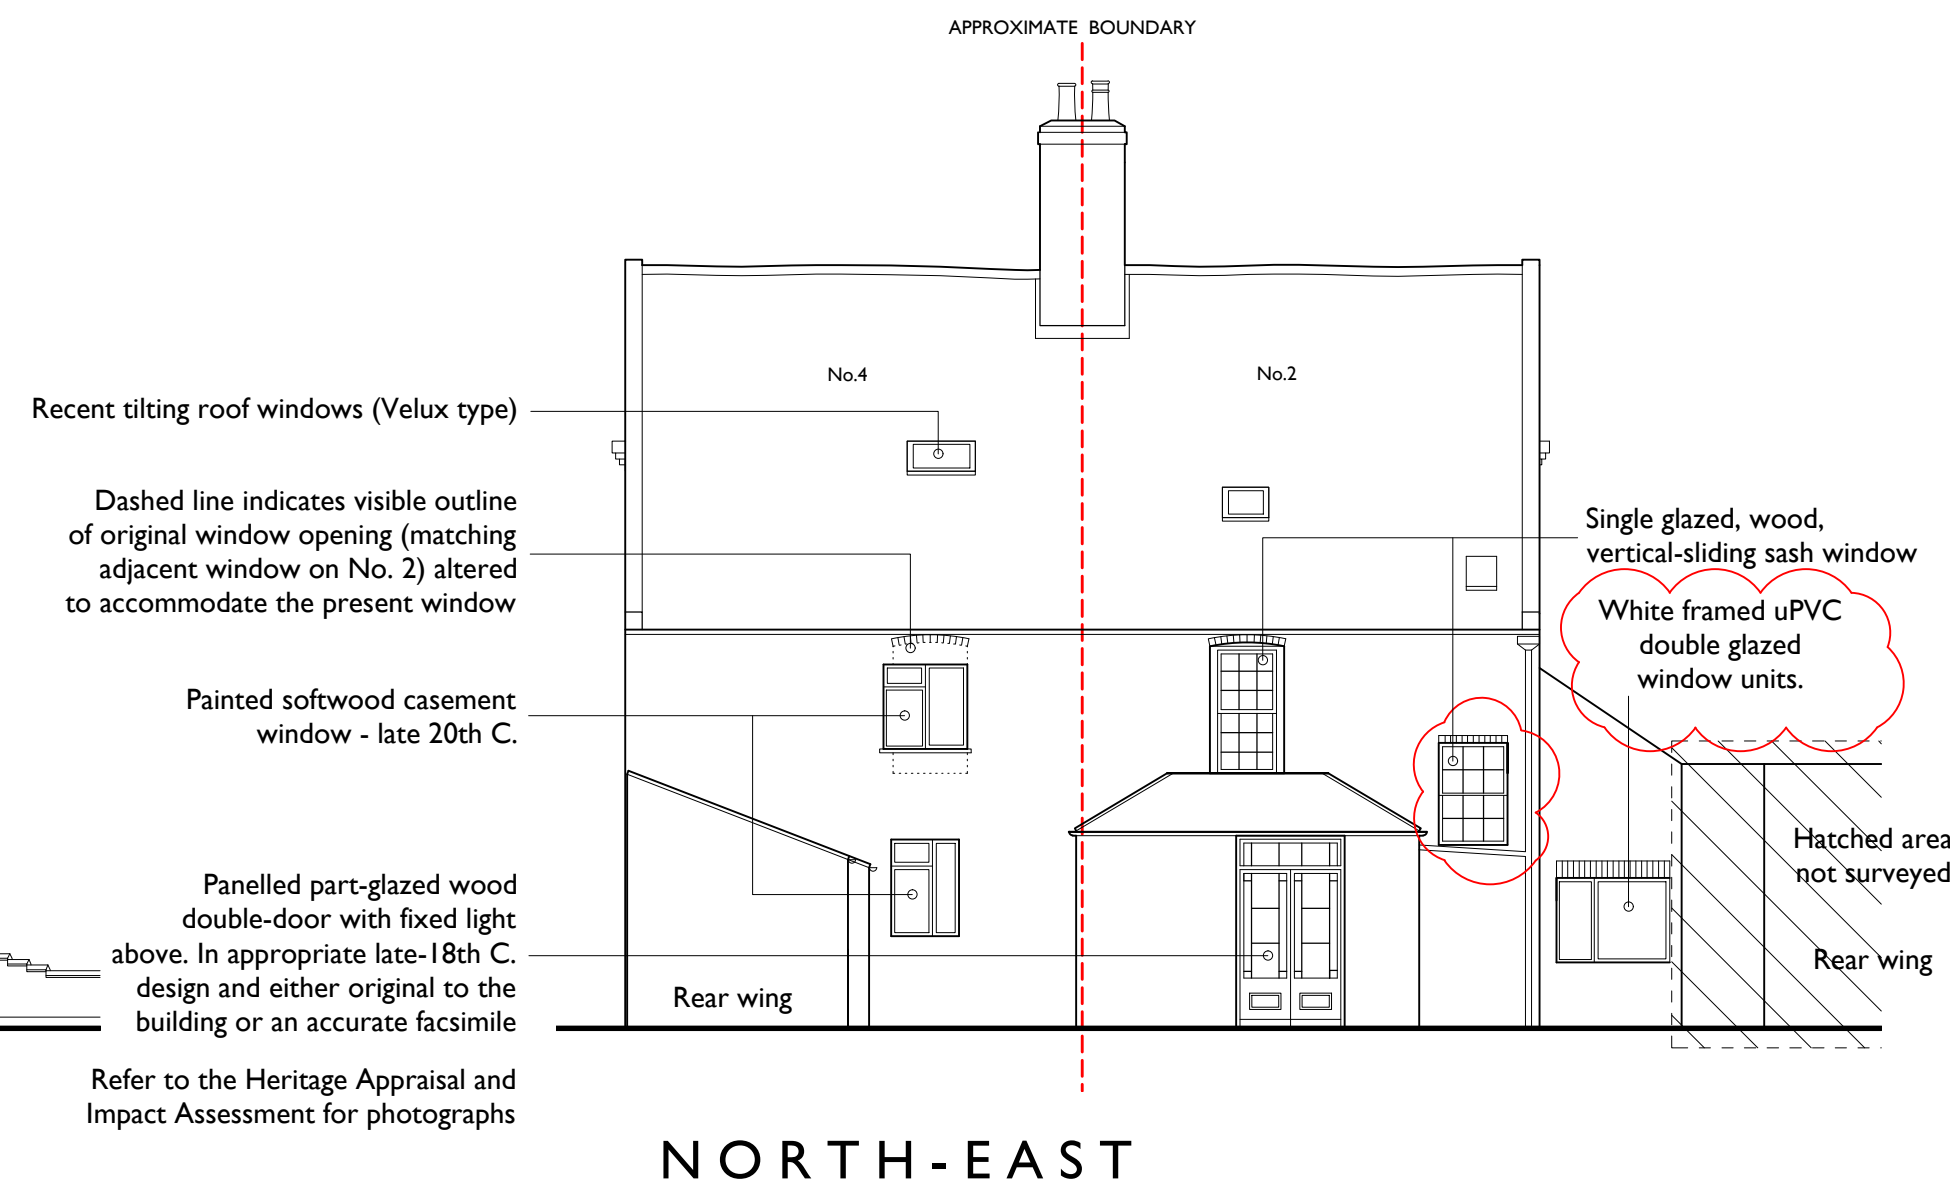 APPROXIMATE BOUNDARY
No.4
No.2
Recent tilting roof windows (Velux type)
Dashed line indicates visible outline
of original window opening (matching
adjacent window on No. 2) altered
to accommodate the present window
Single glazed, wood,
vertical-sliding sash window
White framed uPVC
double glazed
window units.
Painted softwood casement
window - late 20th C.
Hatched area
not surveyed
Panelled part-glazed wood
double-door with fixed light
above. In appropriate late-18th C.
design and either original to the
building or an accurate facsimile
Rear wing
Rear wing
Refer to the Heritage Appraisal and
Impact Assessment for photographs
NORTH-EAST